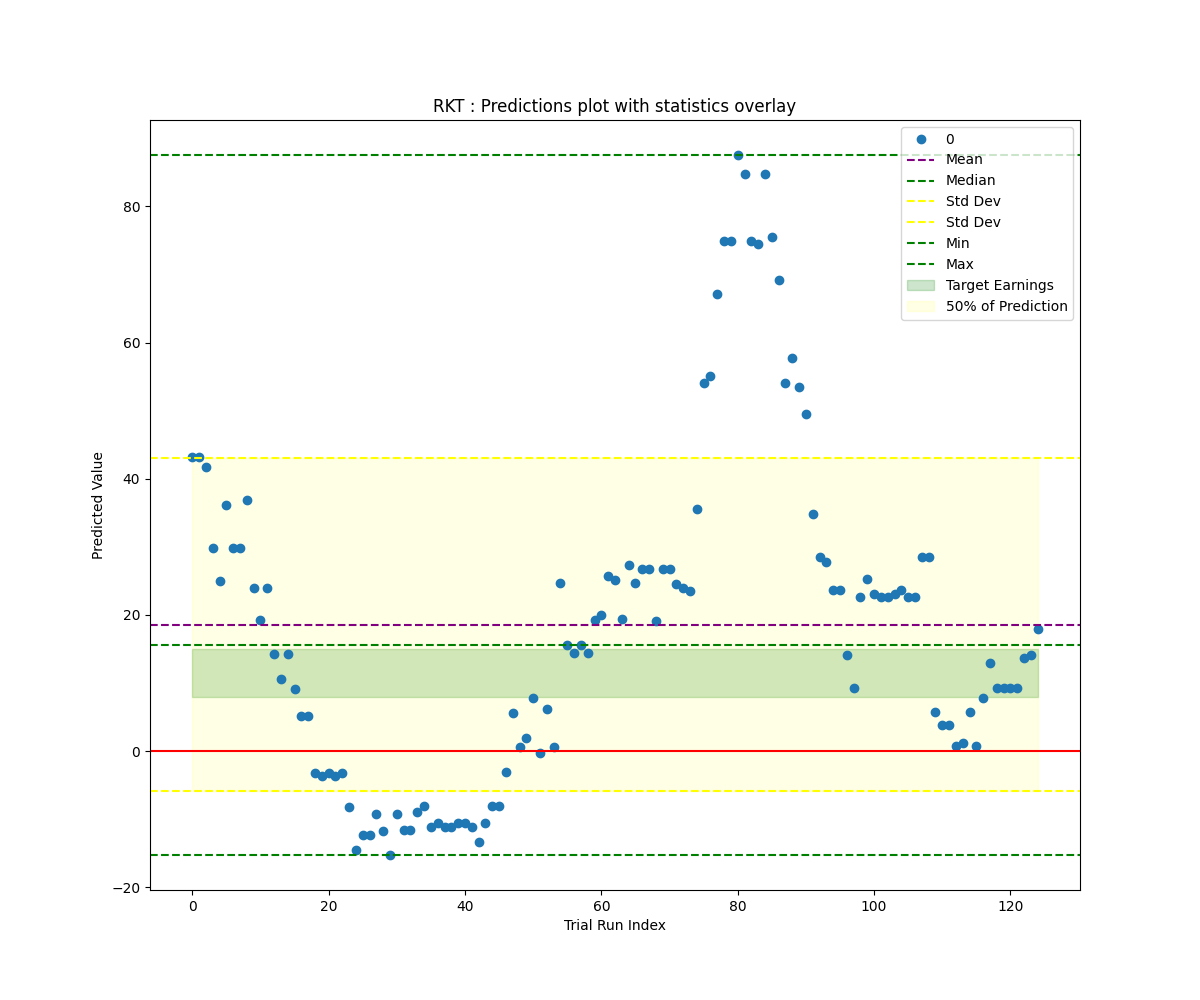 RKT : Predictions plot with statistics overlay
0
Mean
Median
Std Dev
Std Dev
Min
Max
Target Earnings
50% of Prediction
Predicted Value
80
60
40
20
0
−20
0 20 40 60 80 100 120
Trial Run Index